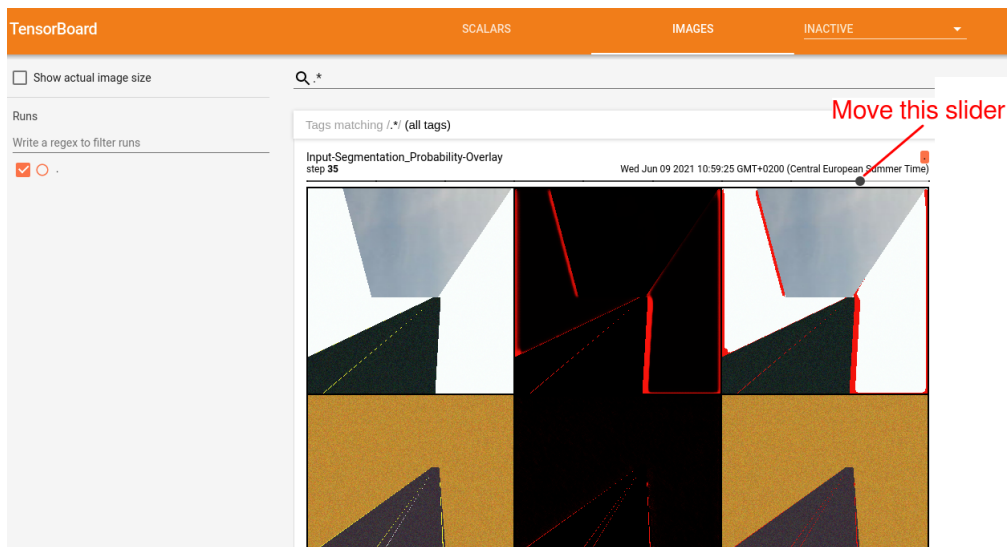 TensorBoard SCALARS IMAGES INACTIVE
Show actual image size
.*
Move this slider
Runs
Tags matching /.*/ (all tags)
Write a regex to filter runs
Input-Segmentation_Probability-Overlay
.
step 35 Wed Jun 09 2021 10:59:25 GMT+0200 (Central European Summer Time)
.